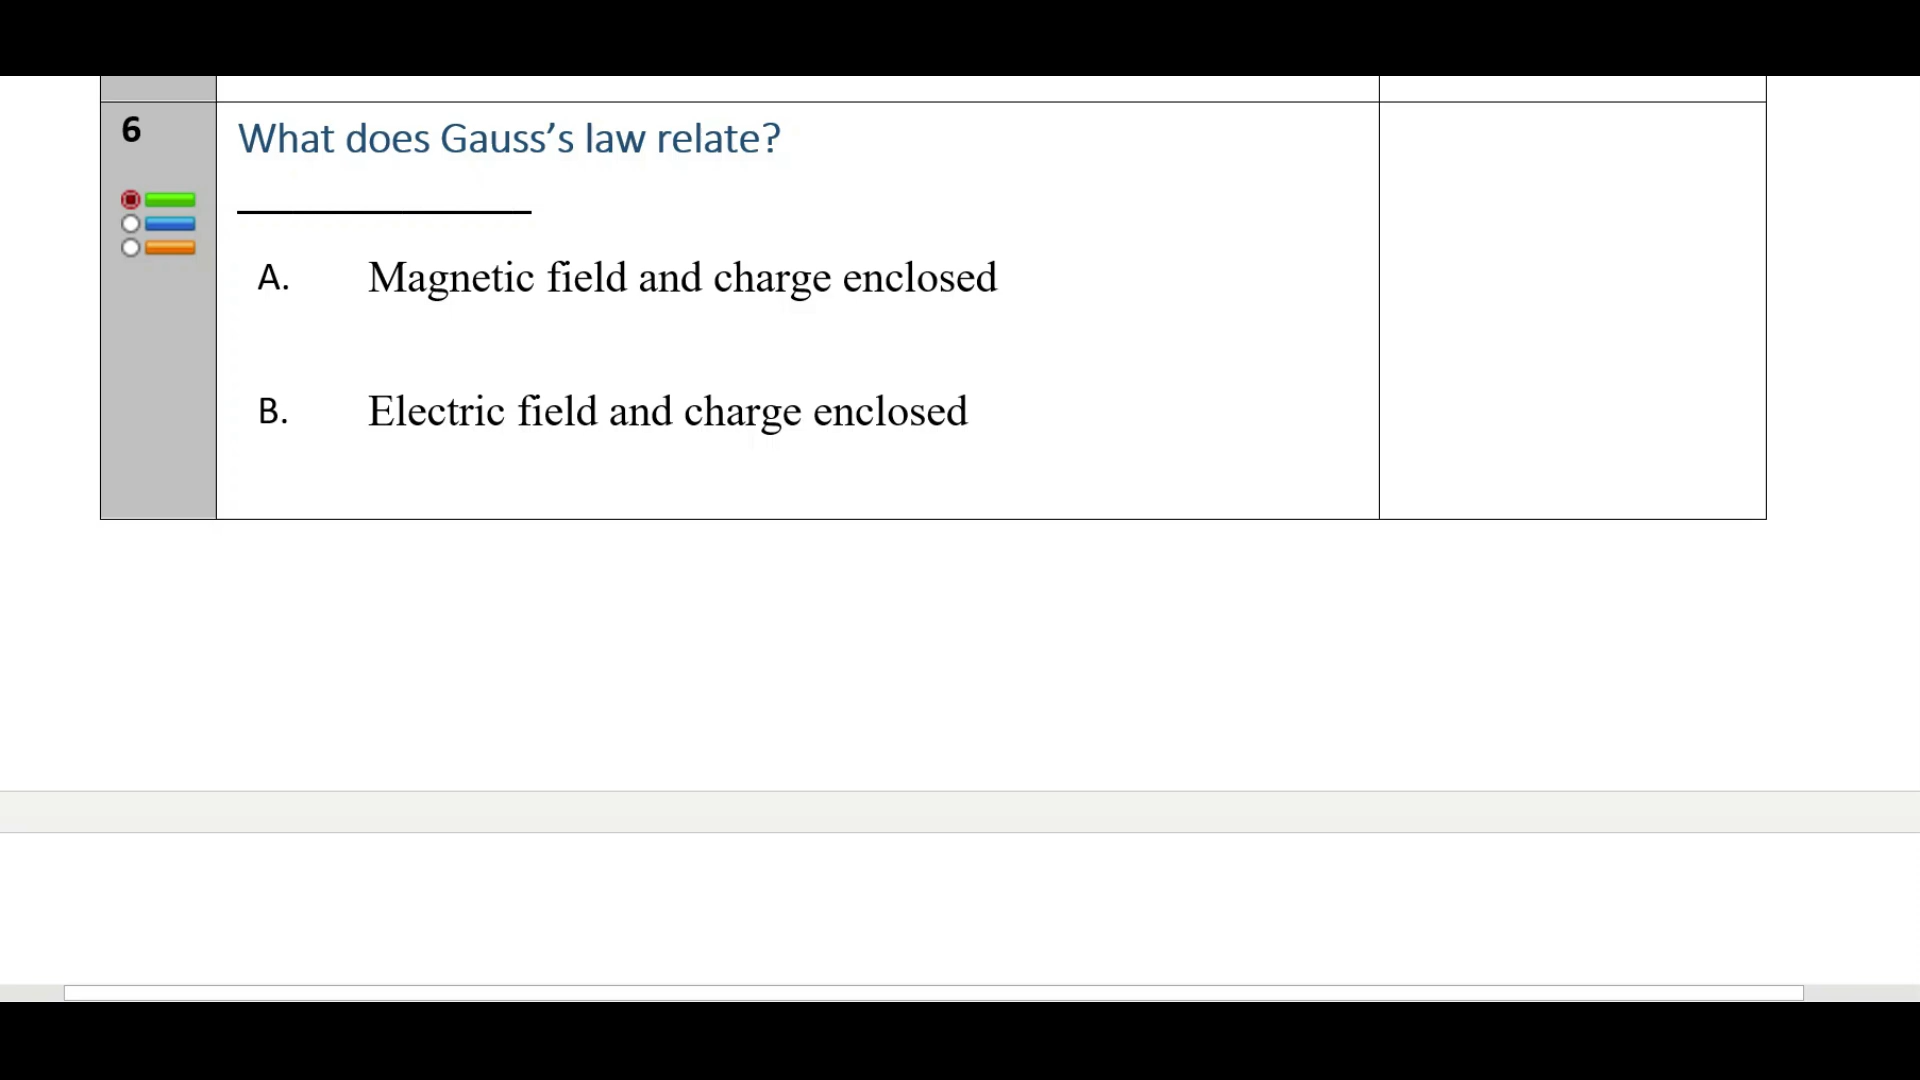 6
What does Gauss’s law relate?
A. Magnetic field and charge enclosed
B. Electric field and charge enclosed